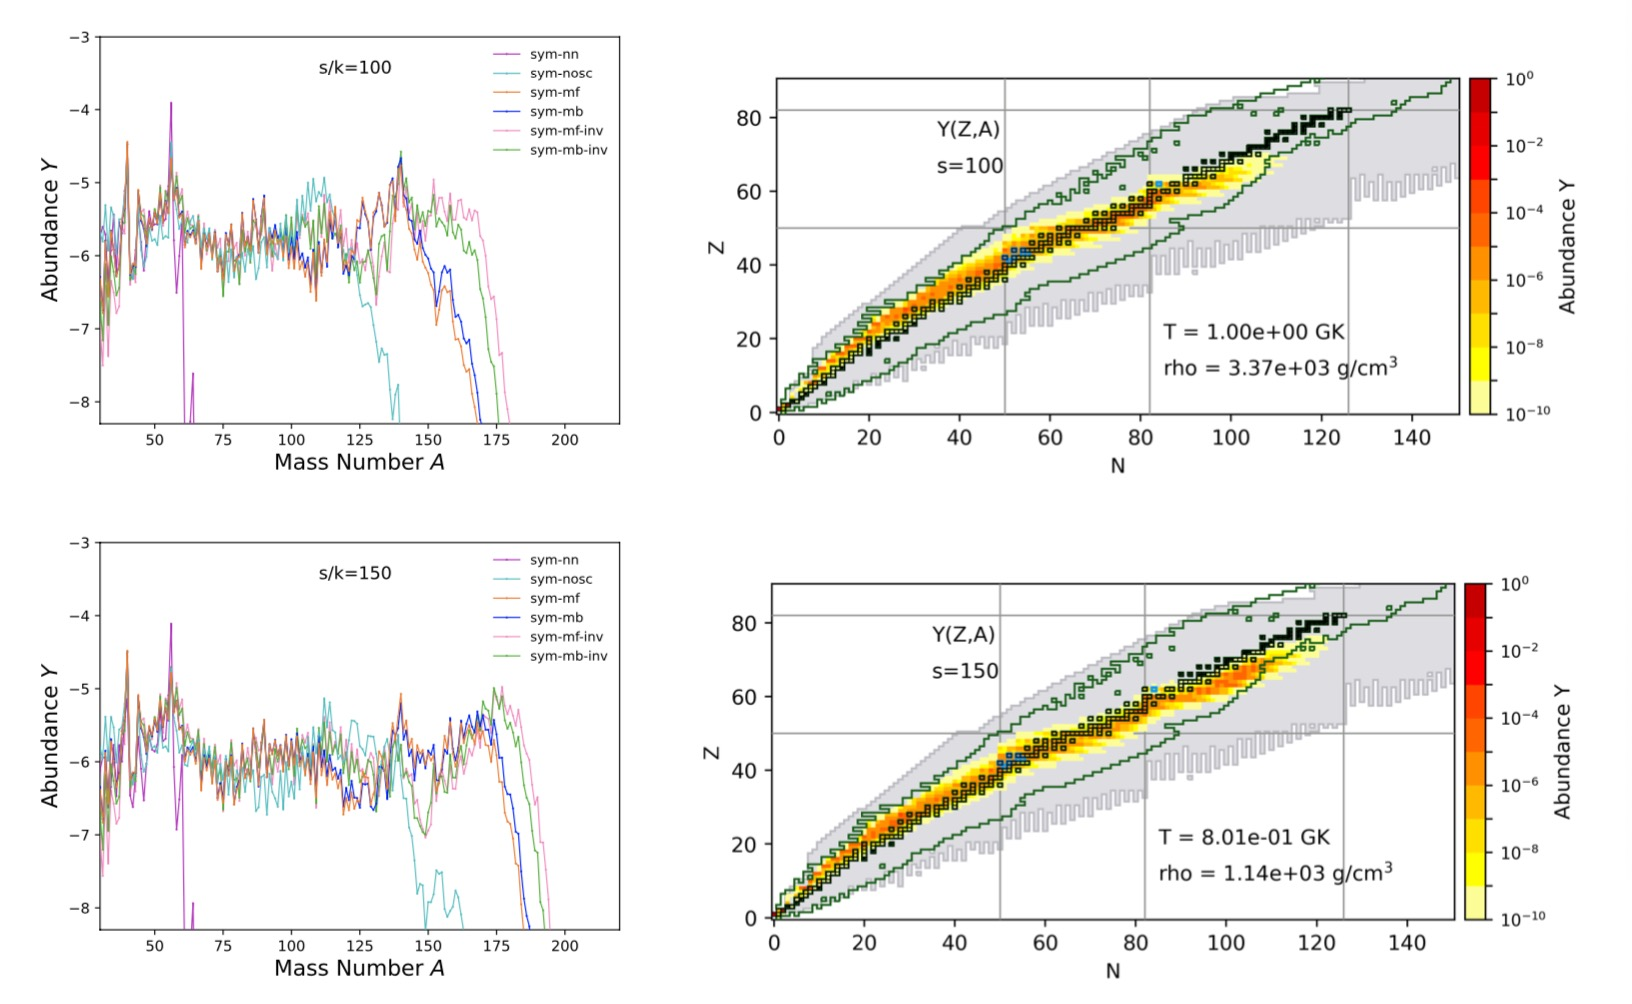 −3
−4
−5
−6
−7
−8
Abundance Y
s/k=100
sym-nn
sym-nosc
sym-mf
sym-mb
sym-mf-inv
sym-mb-inv
50 75 100 125 150 175 200
Mass Number A
80
60
40
20
0
Z
Y(Z,A)
s=100
T = 1.00e+00 GK
rho = 3.37e+03 g/cm³
0 20 40 60 80 100 120 140
N
10⁰
10⁻²
10⁻⁴
10⁻⁶
10⁻⁸
10⁻¹⁰
Abundance Y
−3
−4
−5
−6
−7
−8
Abundance Y
s/k=150
sym-nn
sym-nosc
sym-mf
sym-mb
sym-mf-inv
sym-mb-inv
50 75 100 125 150 175 200
Mass Number A
80
60
40
20
0
Z
Y(Z,A)
s=150
T = 8.01e-01 GK
rho = 1.14e+03 g/cm³
0 20 40 60 80 100 120 140
N
10⁰
10⁻²
10⁻⁴
10⁻⁶
10⁻⁸
10⁻¹⁰
Abundance Y